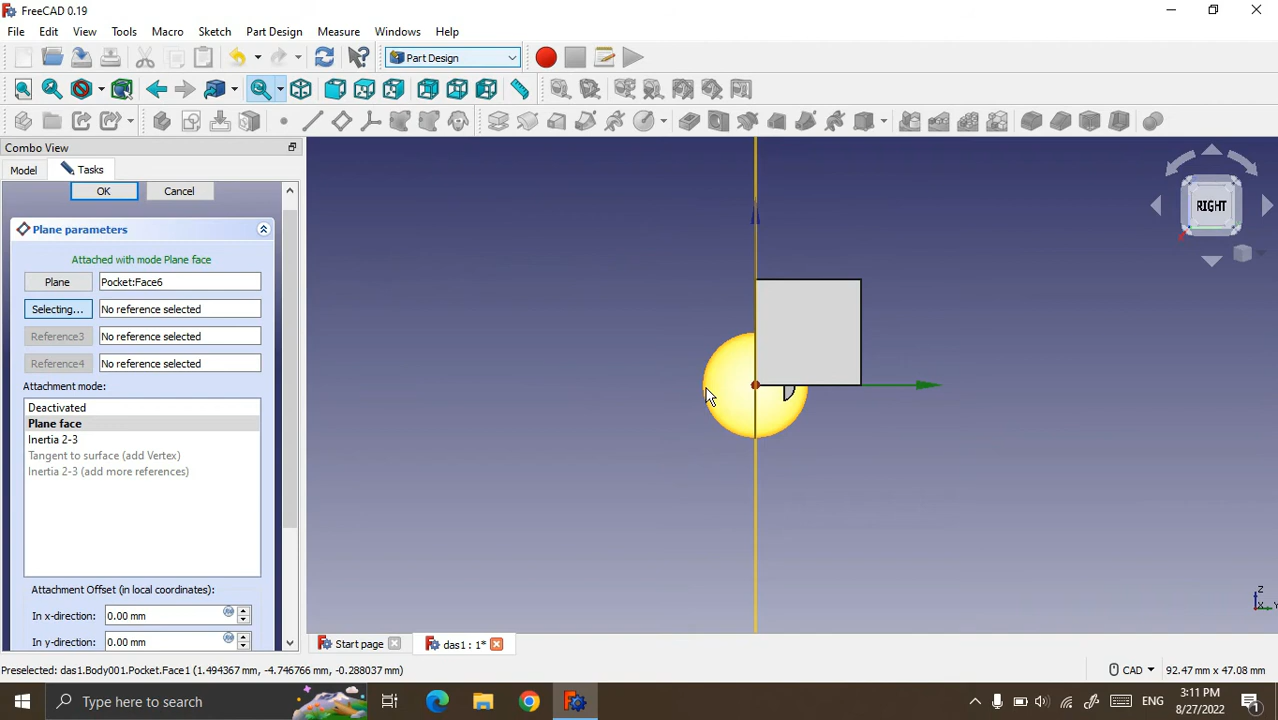 FreeCAD 0.19
File Edit View Tools Macro Sketch Part Design Measure Windows Help
Part Design
Combo View
Model Tasks
OK Cancel
Plane parameters
Attached with mode Plane face
Plane Pocket:Face6
Selecting... No reference selected
Reference3 No reference selected
Reference4 No reference selected
Attachment mode:
Deactivated
Plane face
Inertia 2-3
Tangent to surface (add Vertex)
Inertia 2-3 (add more references)
Attachment Offset (in local coordinates):
In x-direction: 0.00 mm
In y-direction: 0.00 mm
RIGHT
Z
X Y
Start page das1 : 1*
Preselected: das1.Body001.Pocket.Face1 (1.494367 mm, -4.746766 mm, -0.288037 mm) CAD 92.47 mm x 47.08 mm
Type here to search
ENG
3:11 PM
8/27/2022
1